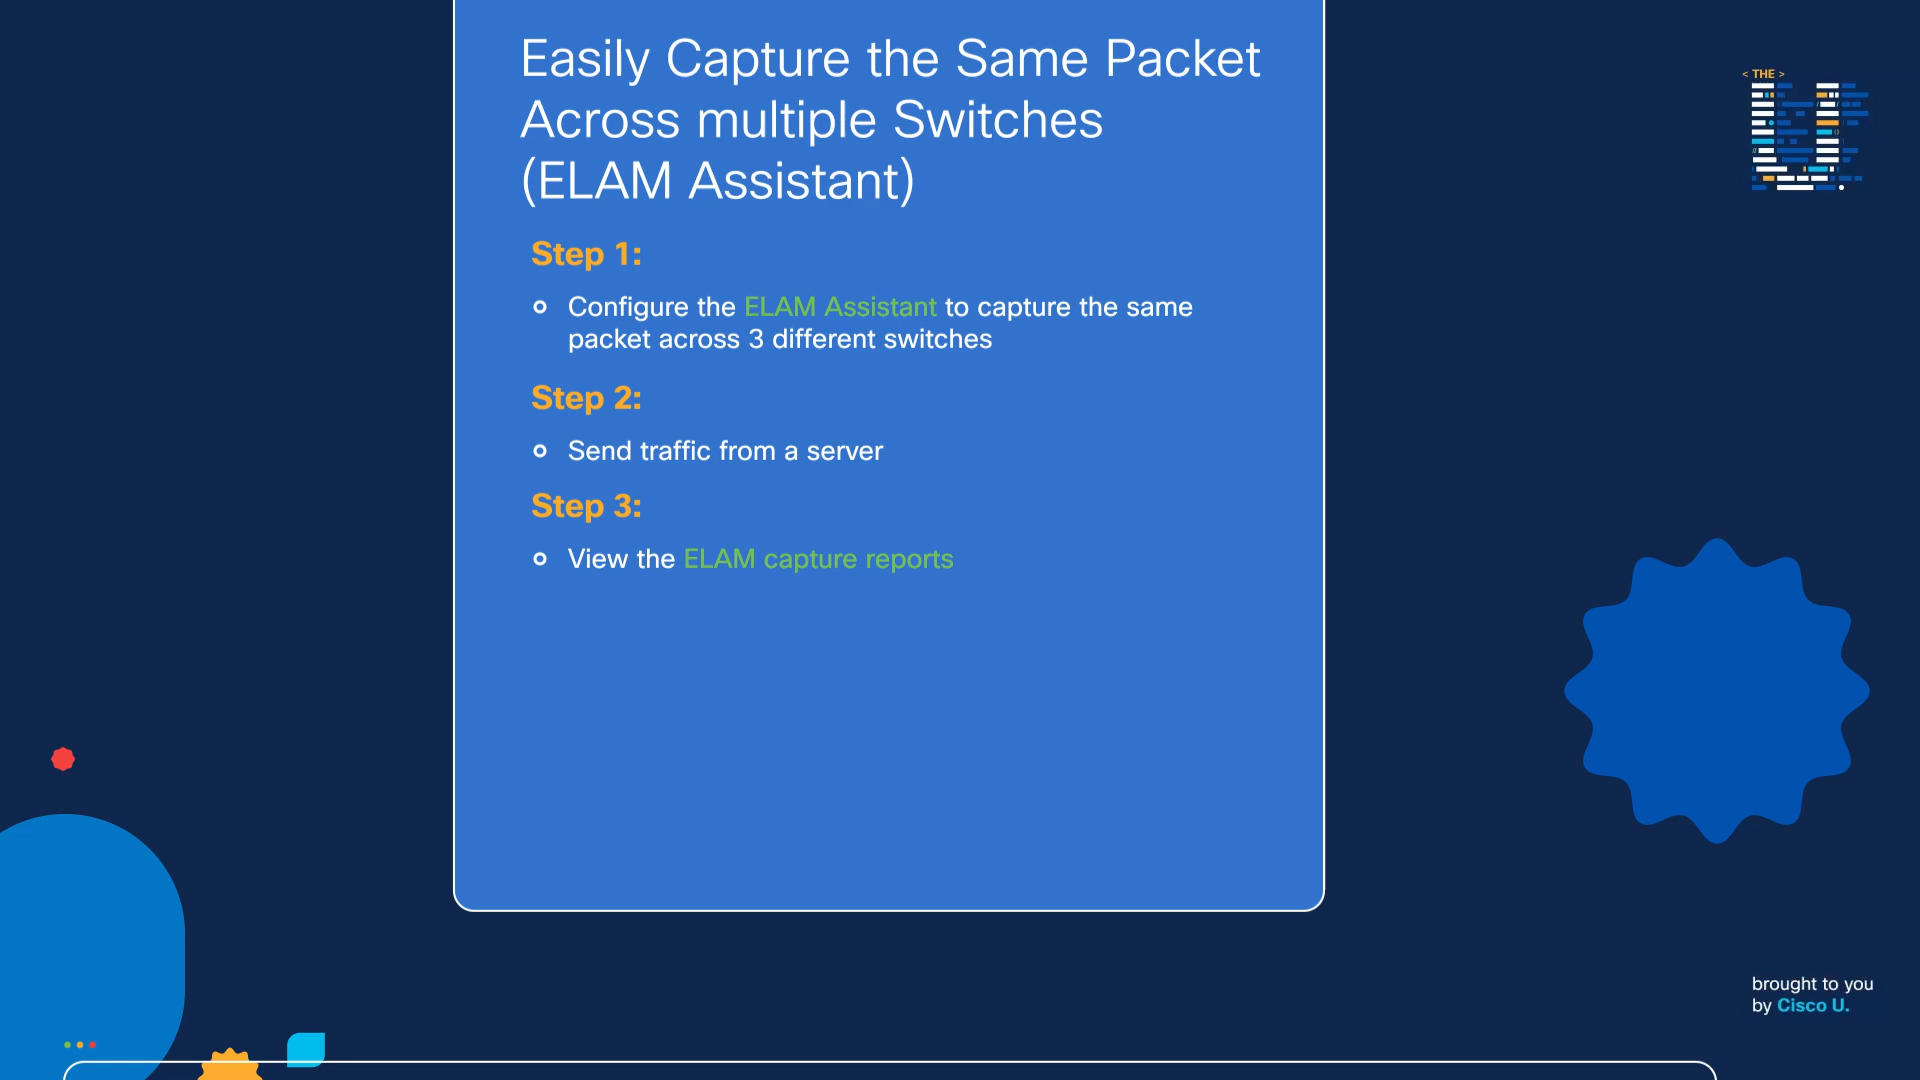 Easily Capture the Same Packet
Across multiple Switches
(ELAM Assistant)
< THE >
Step 1:
Configure the ELAM Assistant to capture the same
packet across 3 different switches
Step 2:
Send traffic from a server
Step 3:
View the ELAM capture reports
brought to you
by Cisco U.